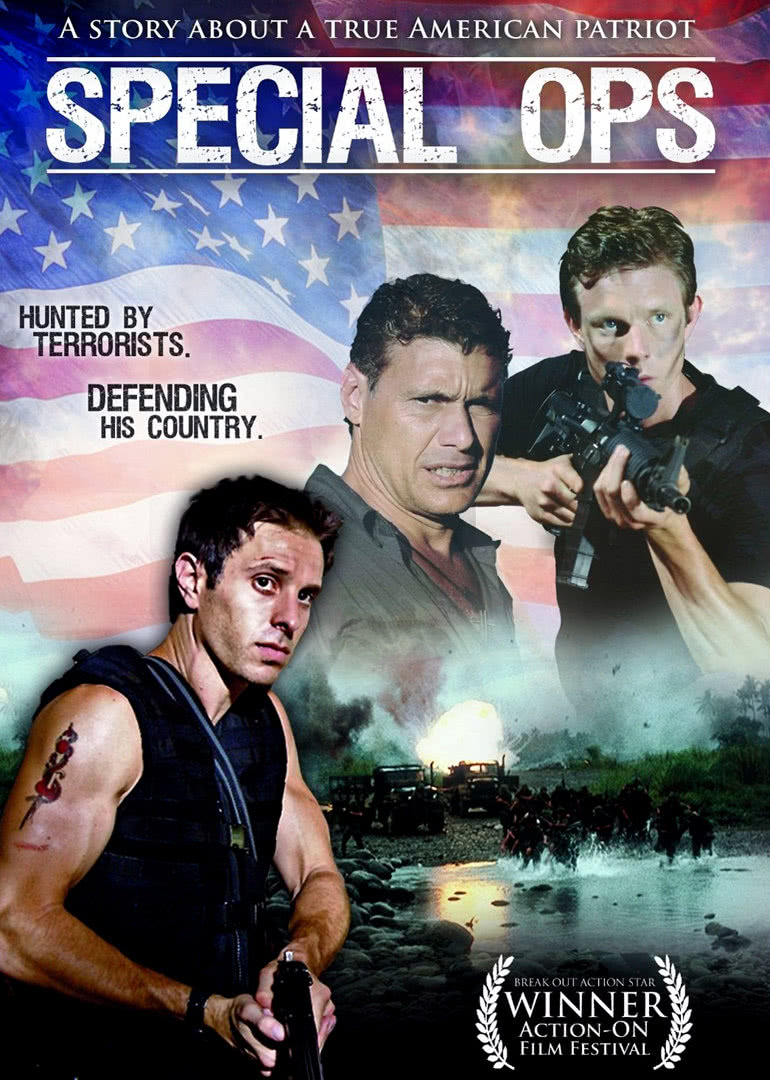 A STORY ABOUT A TRUE AMERICAN PATRIOT
SPECIAL OPS
HUNTED BY
TERRORISTS.
DEFENDING
HIS COUNTRY.
BREAK OUT ACTION STAR
WINNER
ACTION-ON
FILM FESTIVAL